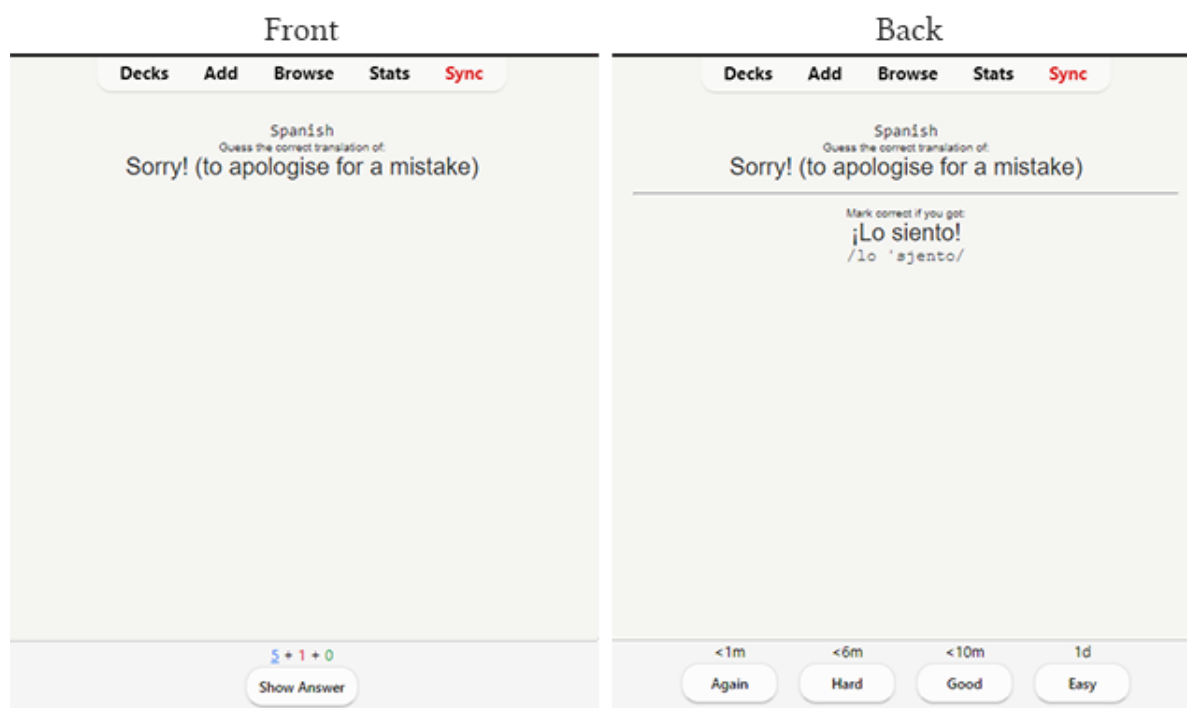 Front
Decks Add Browse Stats Sync
Spanish
Guess the correct translation of:
Sorry! (to apologise for a mistake)
5 + 1 + 0
Show Answer
Back
Decks Add Browse Stats Sync
Spanish
Guess the correct translation of:
Sorry! (to apologise for a mistake)
Mark correct if you got:
¡Lo siento!
/lo ˈsjento/
<1m <6m <10m 1d
Again Hard Good Easy